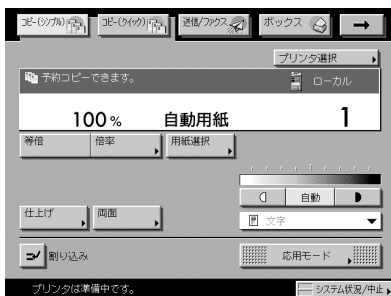 コピー(シンプル) コピー(クイック) 送信/ファクス ボックス
プリンタ選択
予約コピーできます。 ローカル
100% 自動用紙 1
等倍 倍率 用紙選択
自動
仕上げ 両面 文字
割り込み 応用モード
プリンタは準備中です。 システム状況/中止